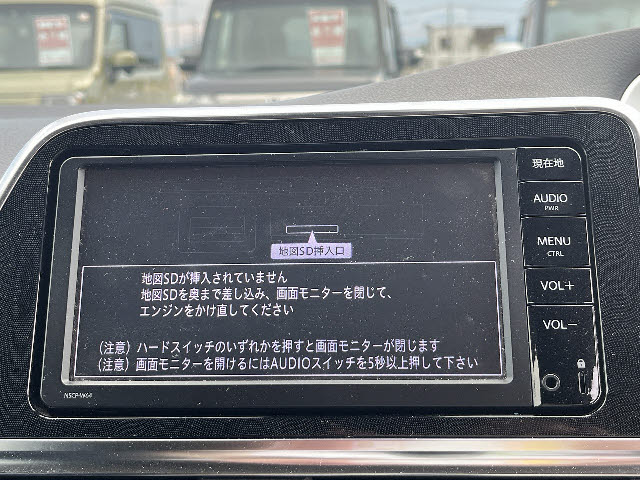 現在地
AUDIO
PWR
MENU
CTRL
VOL+
VOL−
地図SD挿入口
地図SDが挿入されていません
地図SDを奥まで差し込み、画面モニターを閉じて、
エンジンをかけ直してください
（注意）ハードスイッチのいずれかを押すと画面モニターが閉じます
（注意）画面モニターを開けるにはAUDIOスイッチを5秒以上押して下さい
NSCP-W64